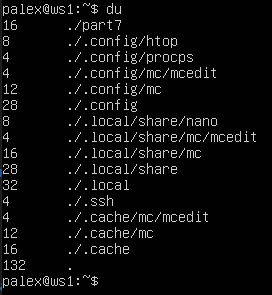 palex@ws1:~$ du
16 ./part7
8 ./.config/htop
4 ./.config/procps
4 ./.config/mc/mcedit
12 ./.config/mc
28 ./.config
8 ./.local/share/nano
4 ./.local/share/mc/mcedit
16 ./.local/share/mc
28 ./.local/share
32 ./.local
4 ./.ssh
4 ./.cache/mc/mcedit
12 ./.cache/mc
16 ./.cache
132 .
palex@ws1:~$